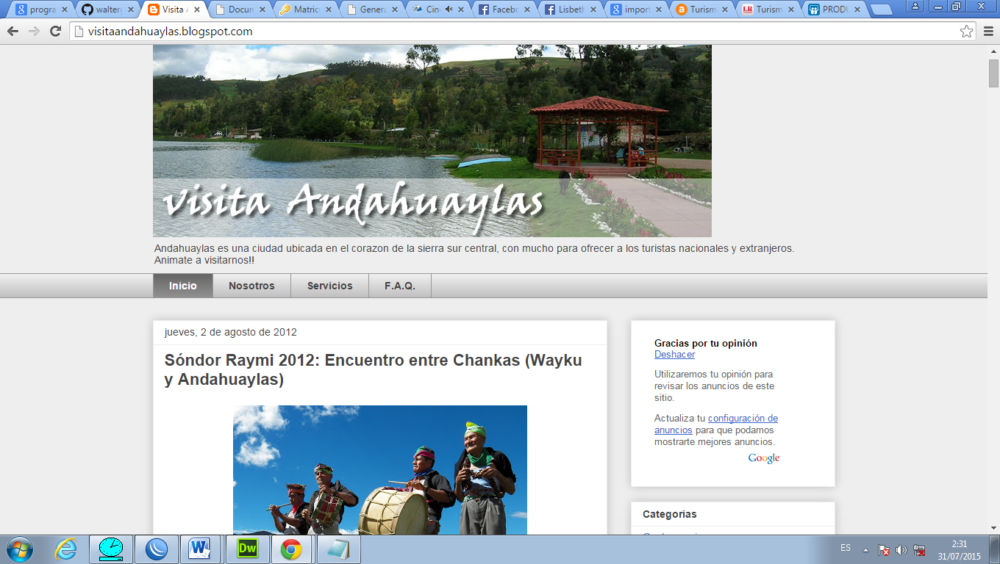 progra
walterg
Visita A
Docum
Matric
Genera
Cin
Facebo
Lisbeth
import
Turism
LR
Turism
PRODU
visitaandahuaylas.blogspot.com
visita Andahuaylas
Andahuaylas es una ciudad ubicada en el corazon de la sierra sur central, con mucho para ofrecer a los turistas nacionales y extranjeros.
Animate a visitarnos!!
Inicio
Nosotros
Servicios
F.A.Q.
jueves, 2 de agosto de 2012
Sóndor Raymi 2012: Encuentro entre Chankas (Wayku
y Andahuaylas)
Gracias por tu opinión
Deshacer
Utilizaremos tu opinión para
revisar los anuncios de este
sitio.
Actualiza tu configuración de
anuncios para que podamos
mostrarte mejores anuncios.
Google
Categorias
Dw
ES
2:31
31/07/2015